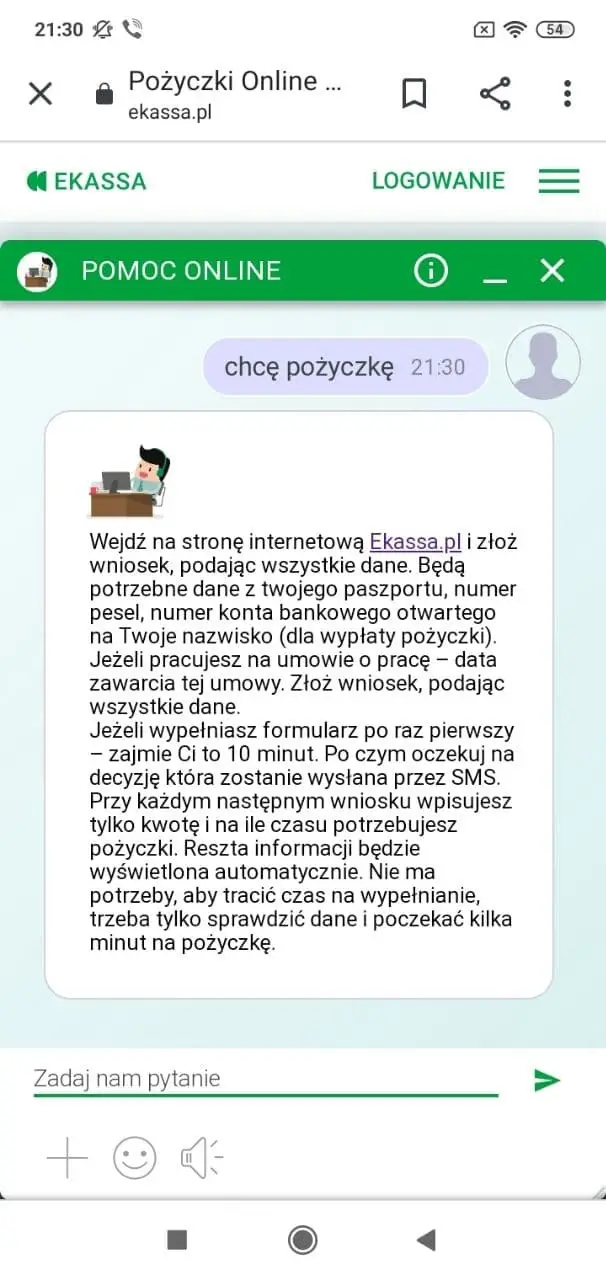 21:30
54
Pożyczki Online ...
ekassa.pl
EKASSA
LOGOWANIE
POMOC ONLINE
chcę pożyczkę 21:30
Wejdź na stronę internetową Ekassa.pl i złoż
wniosek, podając wszystkie dane. Będą
potrzebne dane z twojego paszportu, numer
pesel, numer konta bankowego otwartego
na Twoje nazwisko (dla wypłaty pożyczki).
Jeżeli pracujesz na umowie o pracę – data
zawarcia tej umowy. Złoż wniosek, podając
wszystkie dane.
Jeżeli wypełniasz formularz po raz pierwszy
– zajmie Ci to 10 minut. Po czym oczekuj na
decyzję która zostanie wysłana przez SMS.
Przy każdym następnym wniosku wpisujesz
tylko kwotę i na ile czasu potrzebujesz
pożyczki. Reszta informacji będzie
wyświetlona automatycznie. Nie ma
potrzeby, aby tracić czas na wypełnianie,
trzeba tylko sprawdzić dane i poczekać kilka
minut na pożyczkę.
Zadaj nam pytanie